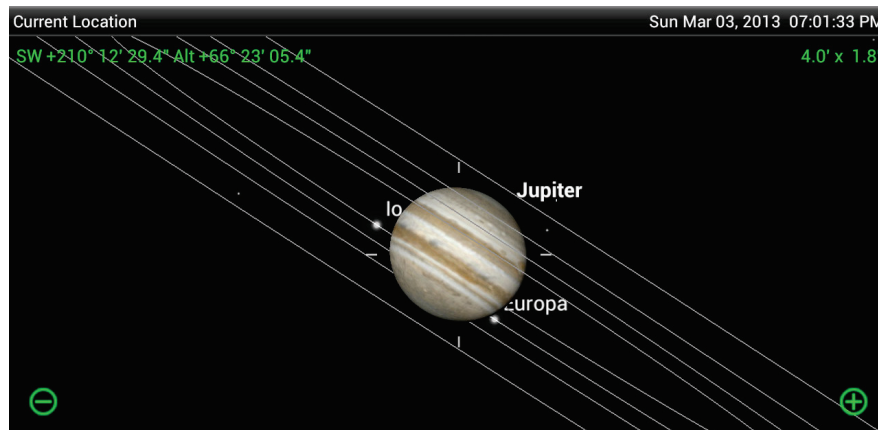 Current Location
Sun Mar 03, 2013 07:01:33 PM
SW +210° 12' 29.4" Alt +66° 23' 05.4"
4.0' x 1.8
Jupiter
Io
Europa